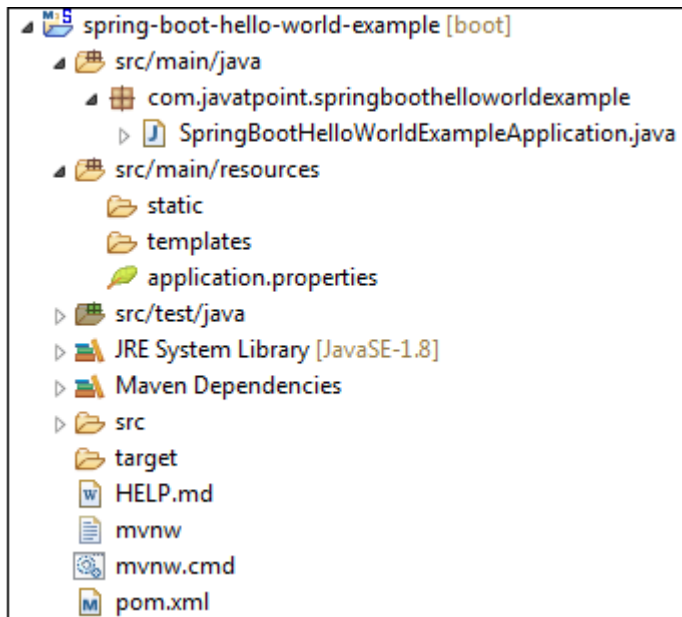 spring-boot-hello-world-example [boot]
src/main/java
com.javatpoint.springboothelloworldexample
SpringBootHelloWorldExampleApplication.java
src/main/resources
static
templates
application.properties
src/test/java
JRE System Library [JavaSE-1.8]
Maven Dependencies
src
target
HELP.md
mvnw
mvnw.cmd
pom.xml